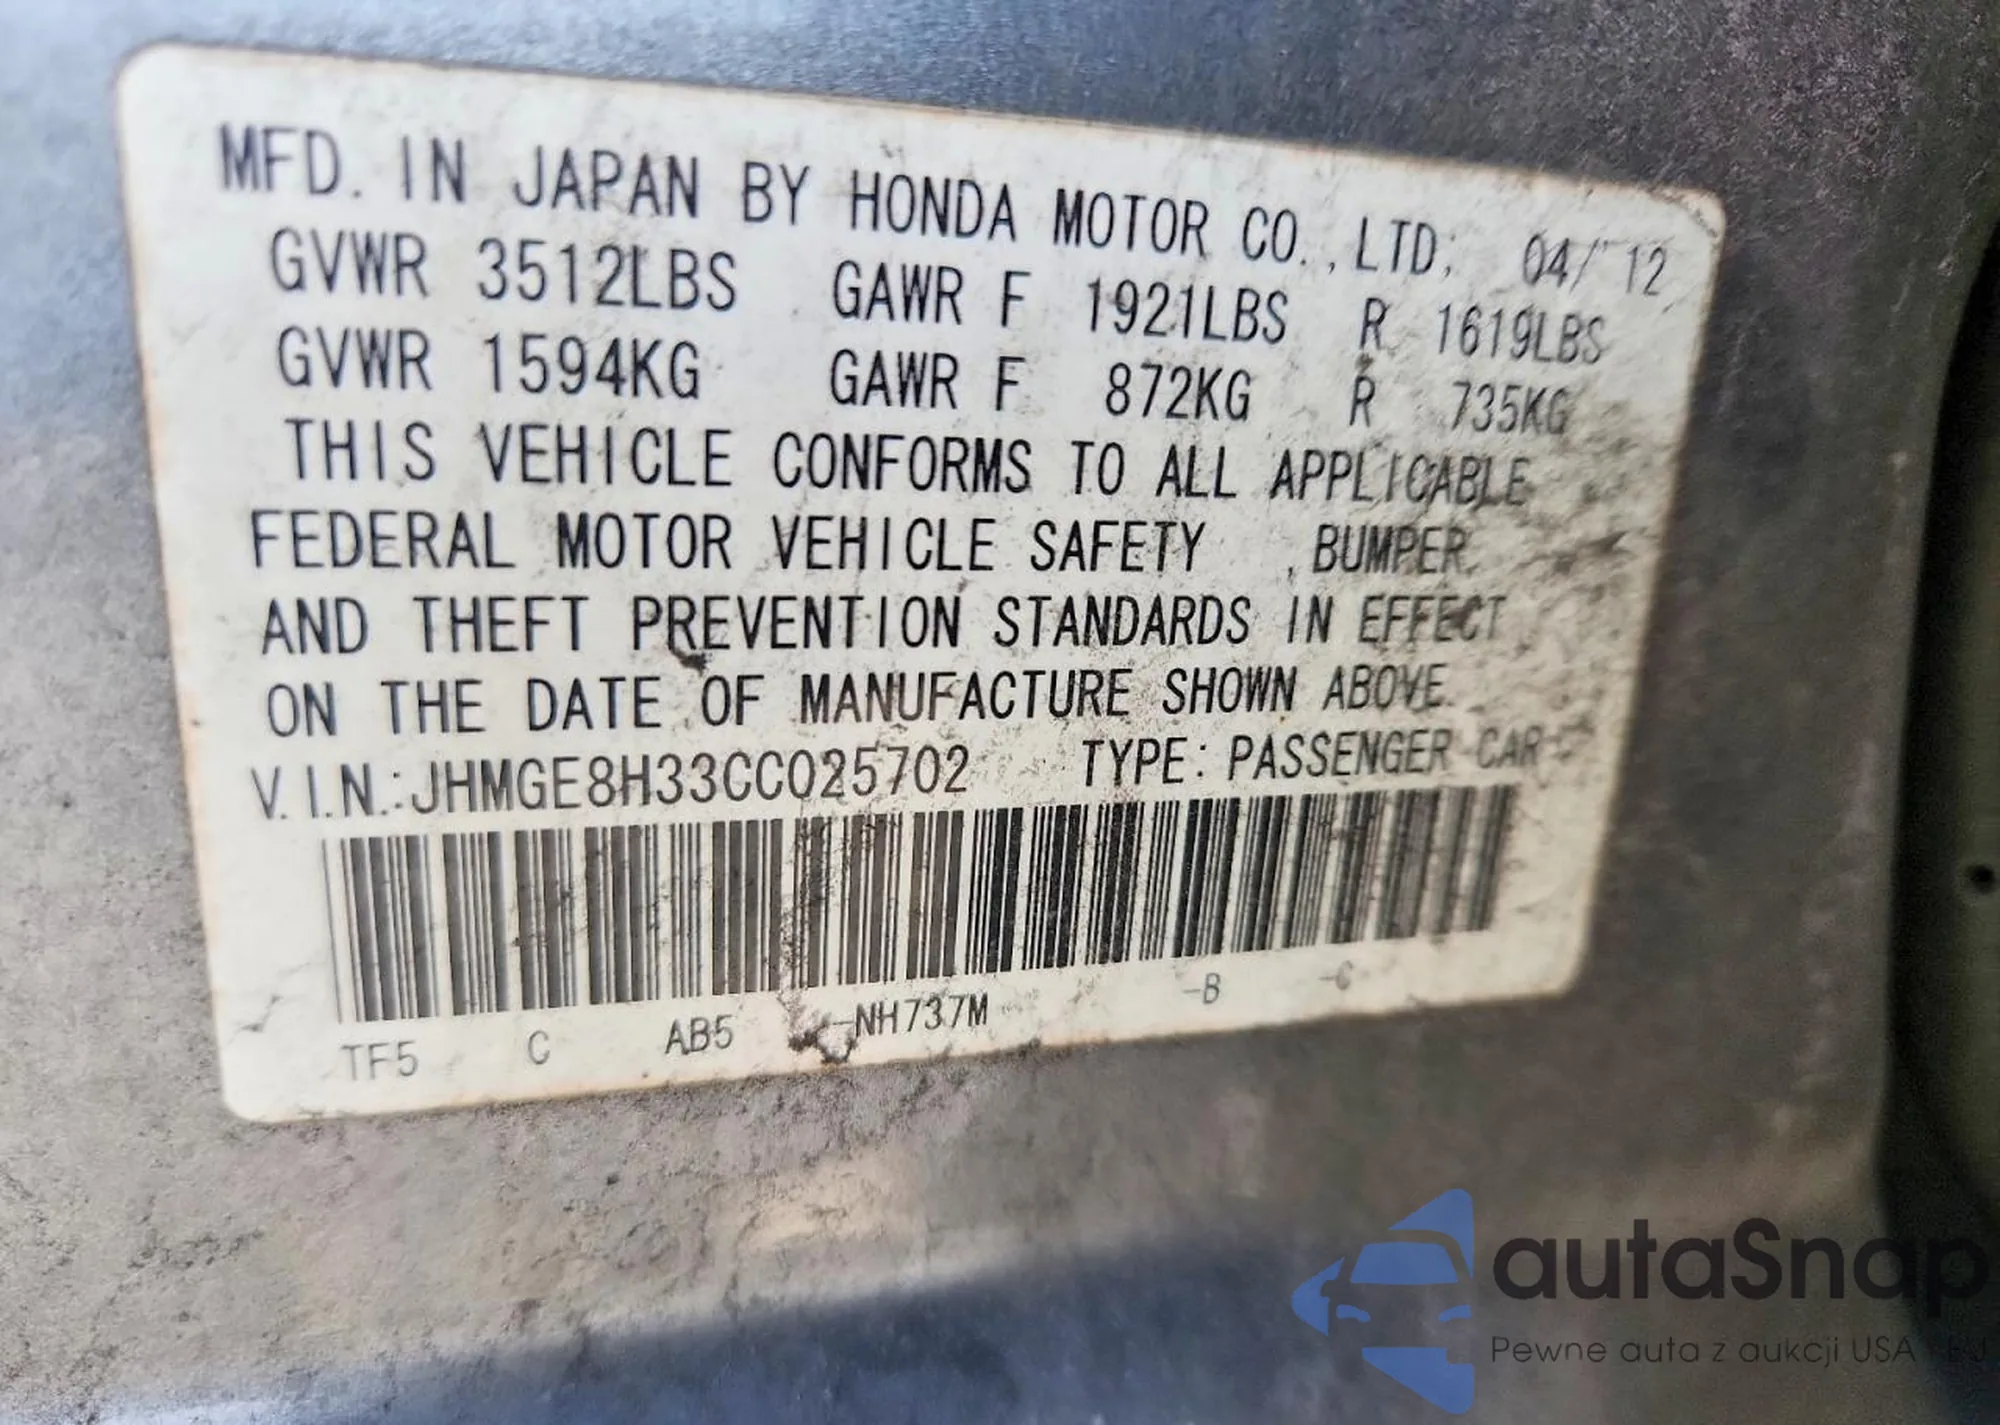 MFD. IN JAPAN BY HONDA MOTOR CO., LTD; 04/12
GVWR 3512LBS GAWR F 1921LBS R 1619LBS
GVWR 1594KG GAWR F 872KG R 735KG
THIS VEHICLE CONFORMS TO ALL APPLICABLE
FEDERAL MOTOR VEHICLE SAFETY , BUMPER,
AND THEFT PREVENTION STANDARDS IN EFFECT
ON THE DATE OF MANUFACTURE SHOWN ABOVE.
V.I.N.:JHMGE8H33CC025702 TYPE: PASSENGER CAR
TF5 C AB5 NH737M -B -C
autaSnap
Pewne auta z aukcji USA